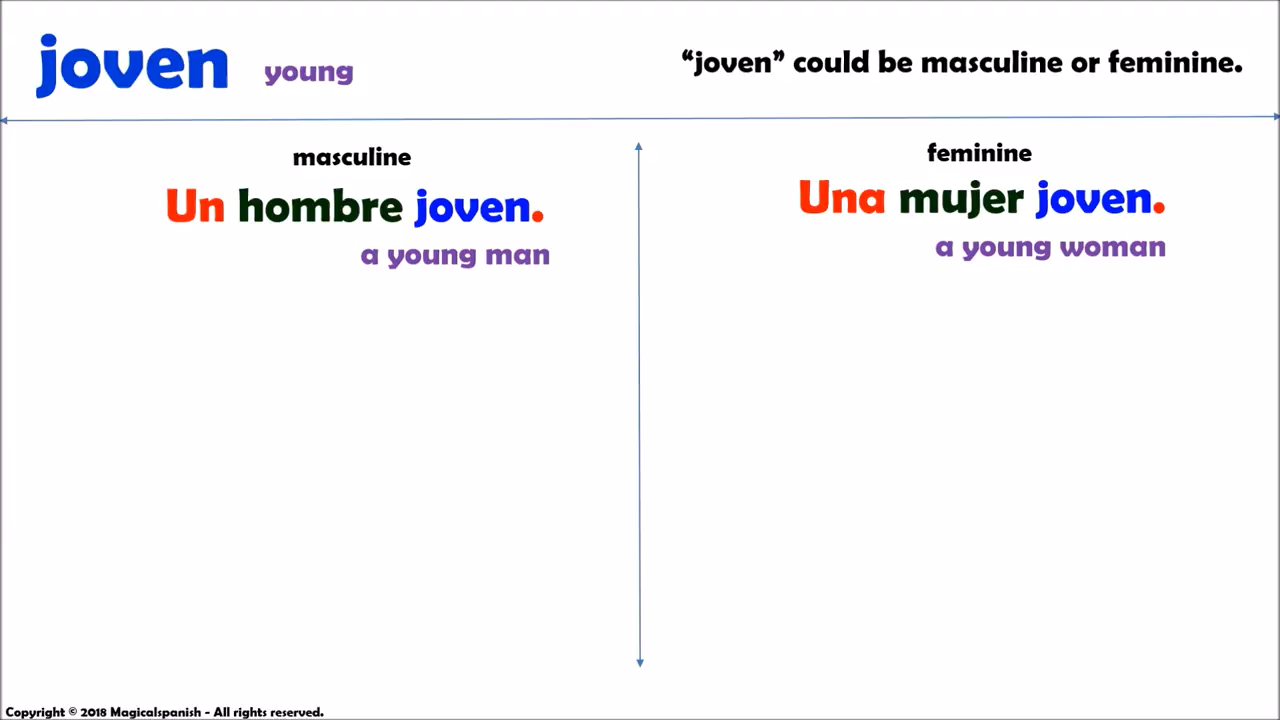 joven young
“joven” could be masculine or feminine.
masculine
Un hombre joven.
a young man
feminine
Una mujer joven.
a young woman
Copyright © 2018 Magicalspanish - All rights reserved.